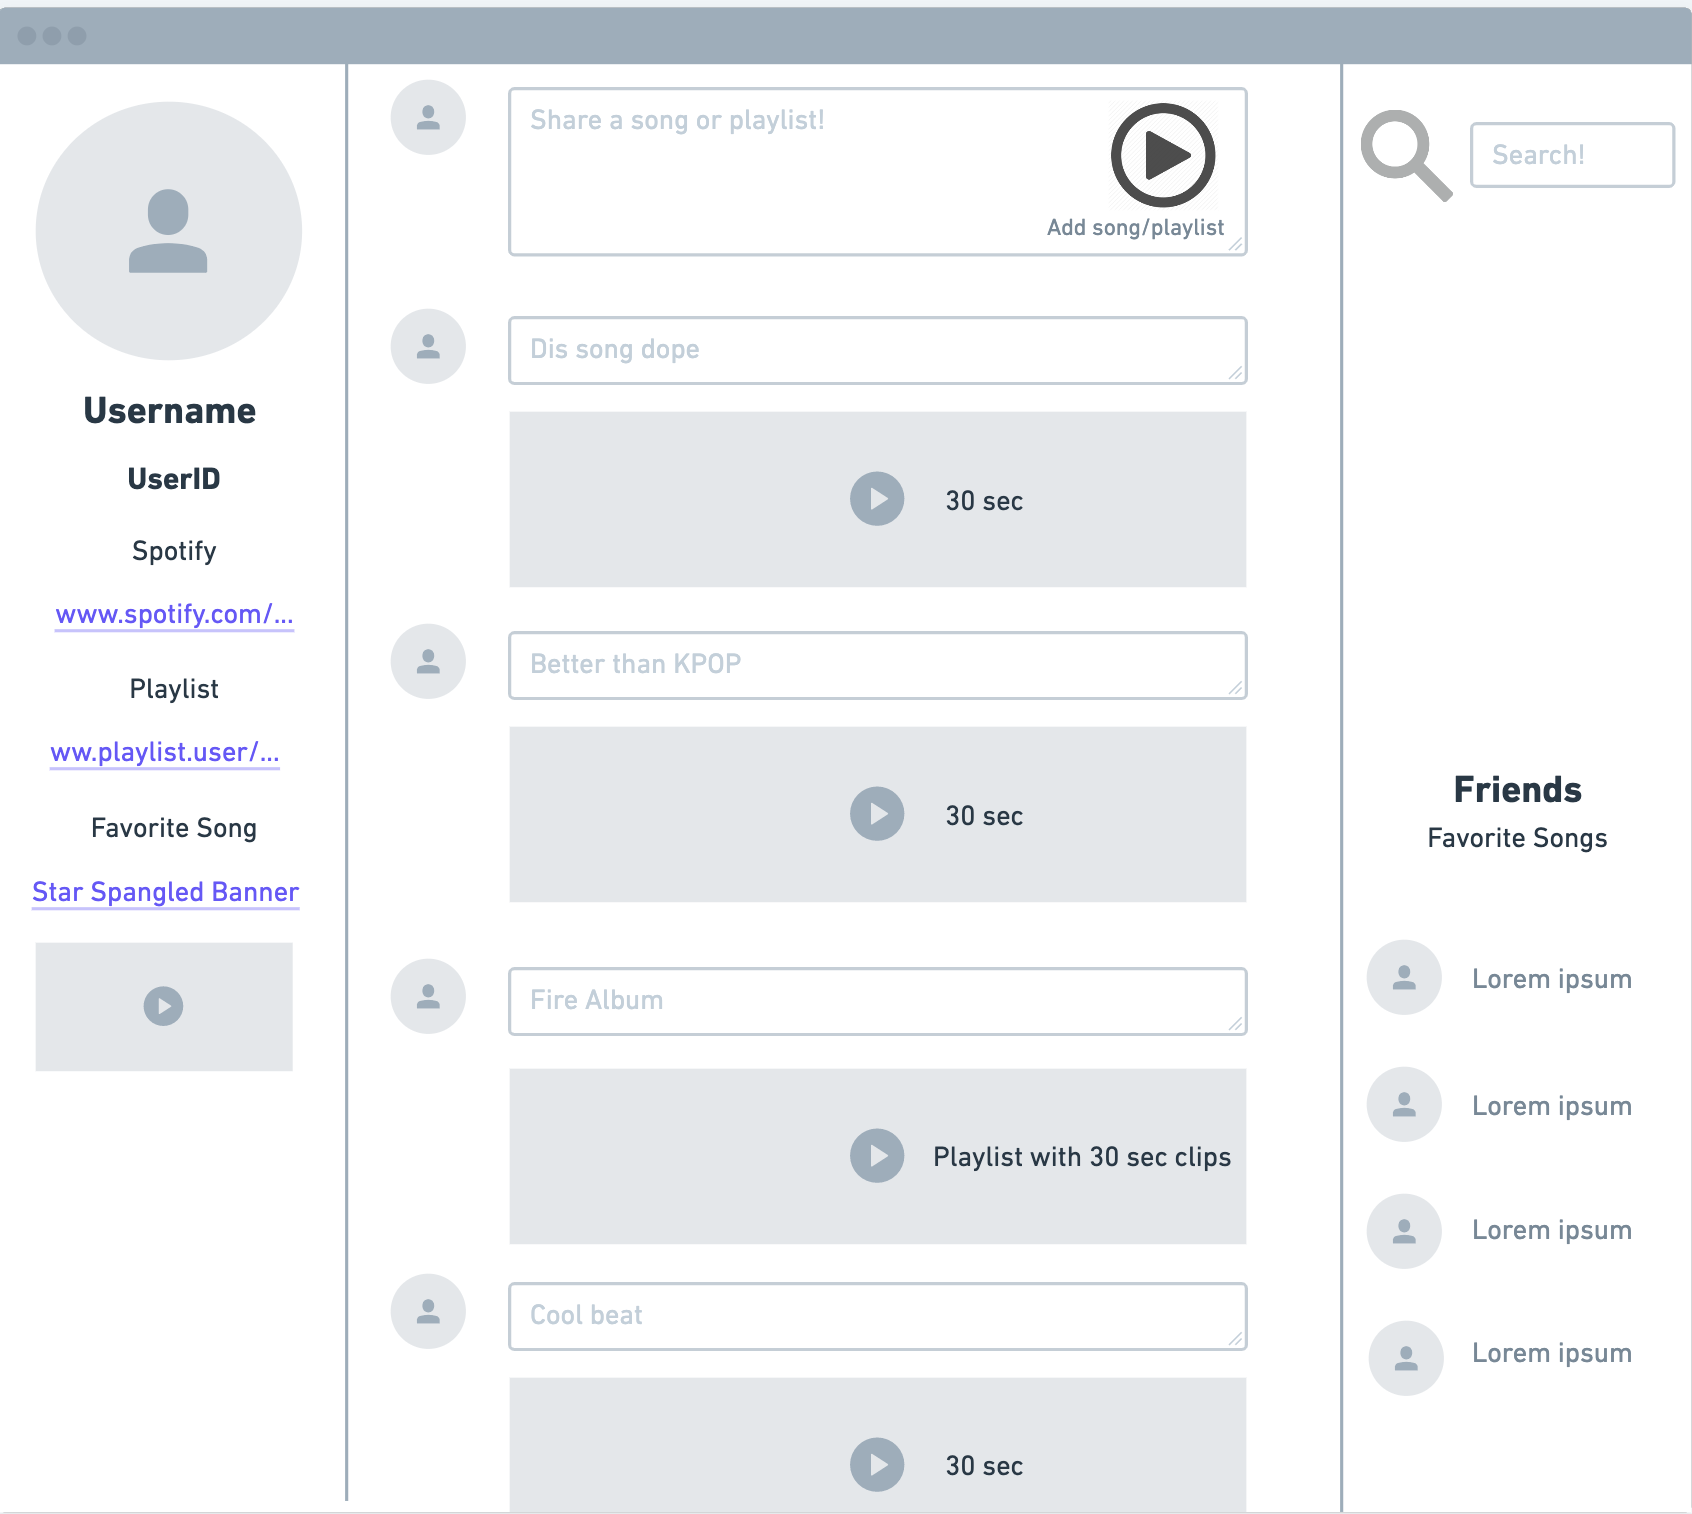 Username
UserID
Spotify
www.spotify.com/...
Playlist
ww.playlist.user/...
Favorite Song
Star Spangled Banner
Share a song or playlist!
Add song/playlist
Dis song dope
30 sec
Better than KPOP
30 sec
Fire Album
Playlist with 30 sec clips
Cool beat
30 sec
Search!
Friends
Favorite Songs
Lorem ipsum
Lorem ipsum
Lorem ipsum
Lorem ipsum